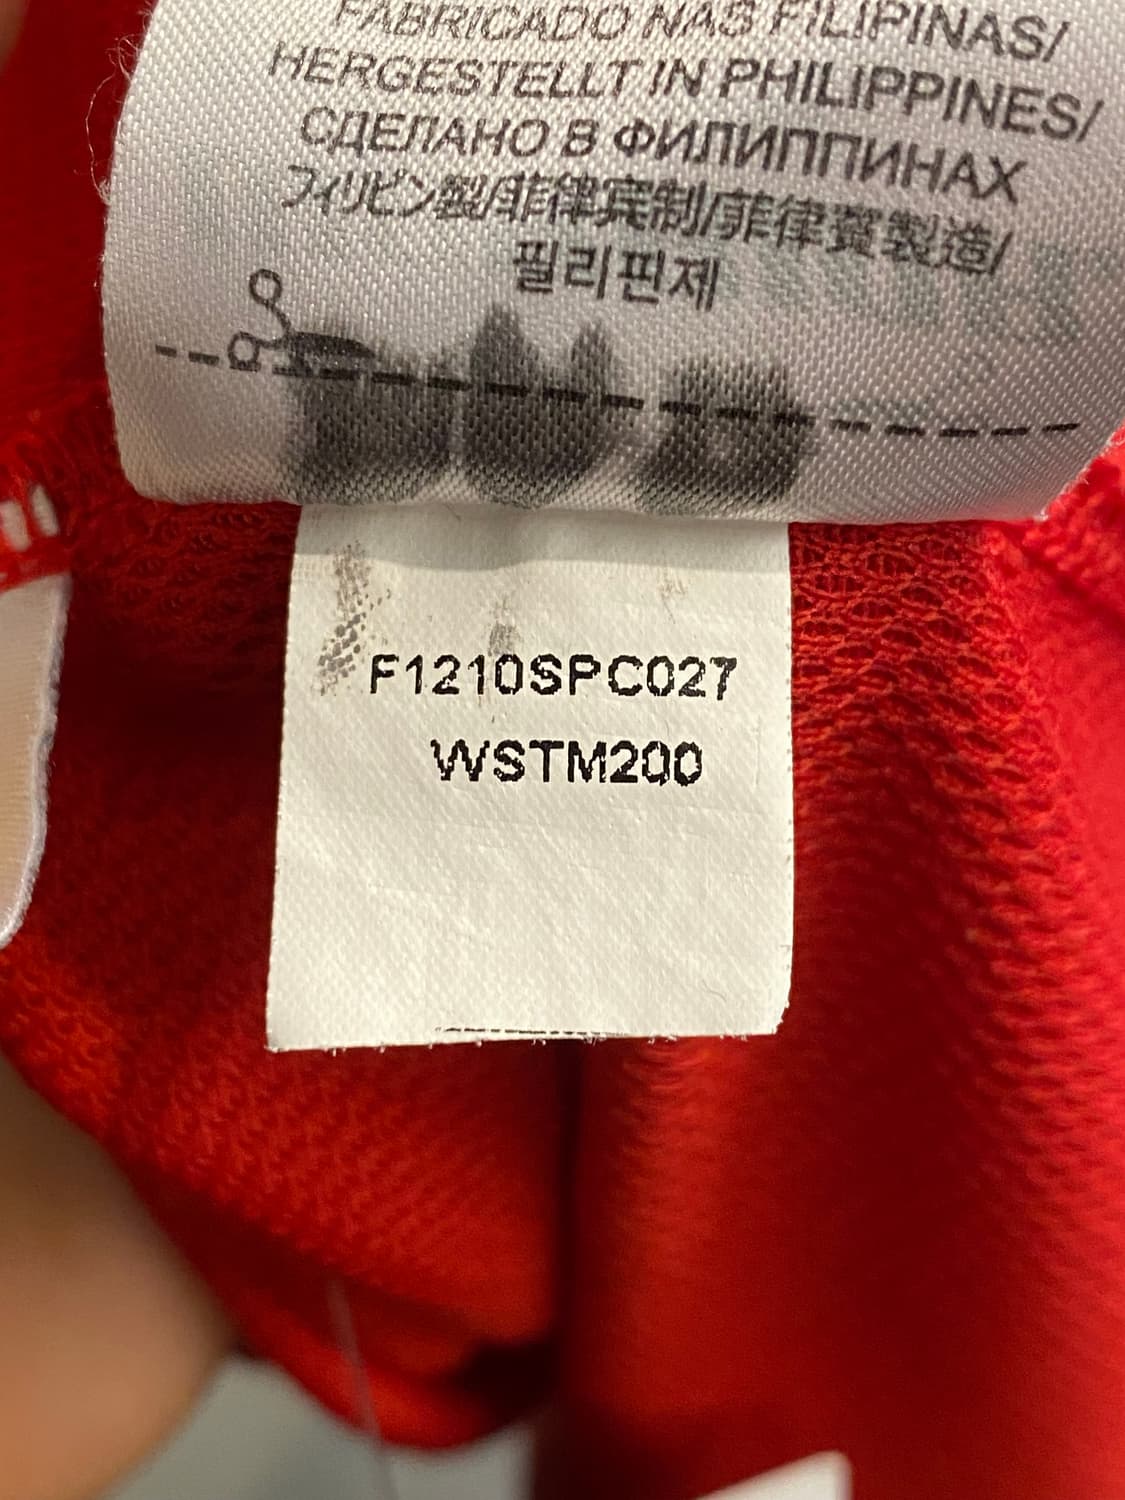 FABRICADO NAS FILIPINAS/
HERGESTELLT IN PHILIPPINES/
СДЕЛАНО В ФИЛИППИНАХ
フィリピン製/菲律宾制/菲律賓製造/
필리핀제
F1210SPC027
WSTM200